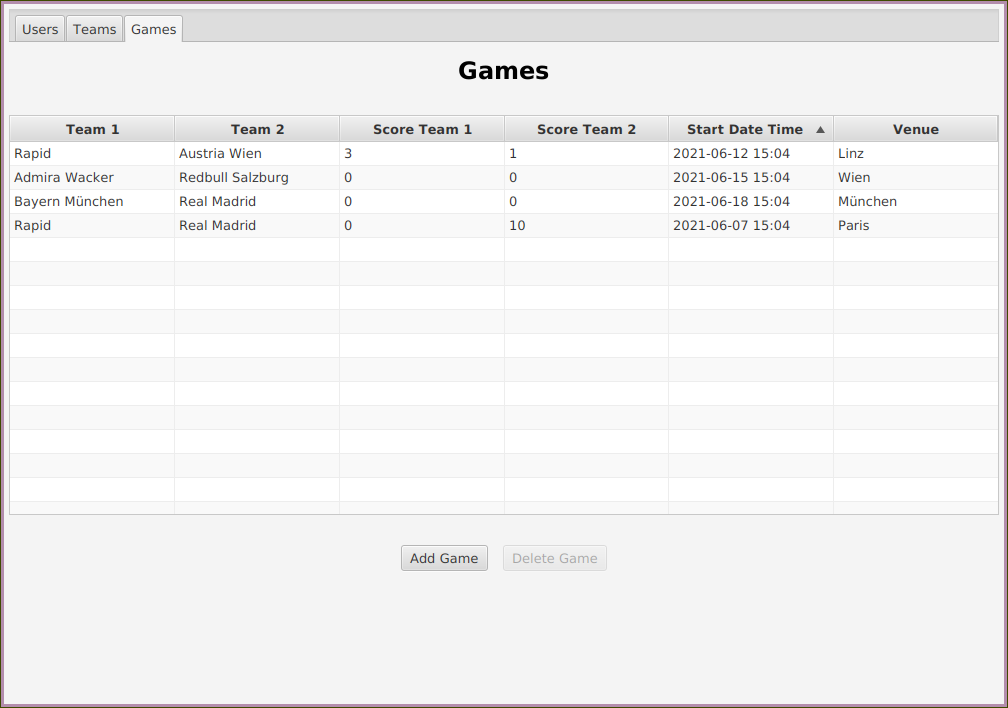 Users Teams Games
Games
Team 1 Team 2 Score Team 1 Score Team 2 Start Date Time ▲ Venue
Rapid Austria Wien 3 1 2021-06-12 15:04 Linz
Admira Wacker Redbull Salzburg 0 0 2021-06-15 15:04 Wien
Bayern München Real Madrid 0 0 2021-06-18 15:04 München
Rapid Real Madrid 0 10 2021-06-07 15:04 Paris
Add Game Delete Game